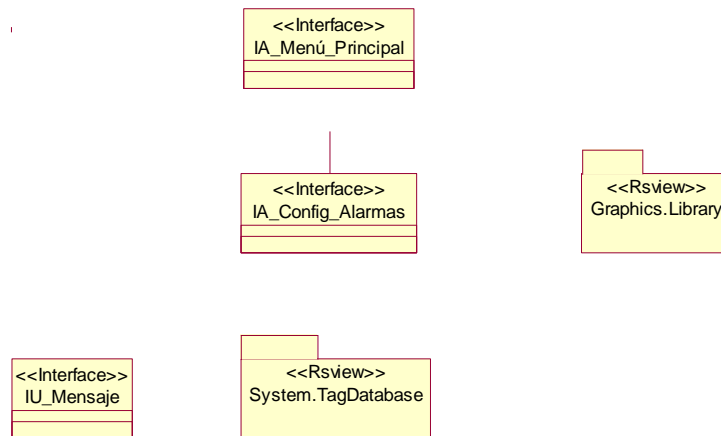 <<Interface>>
IA_Menú_Principal
<<Interface>>
IA_Config_Alarmas
<<Rsview>>
Graphics.Library
<<Interface>>
IU_Mensaje
<<Rsview>>
System.TagDatabase